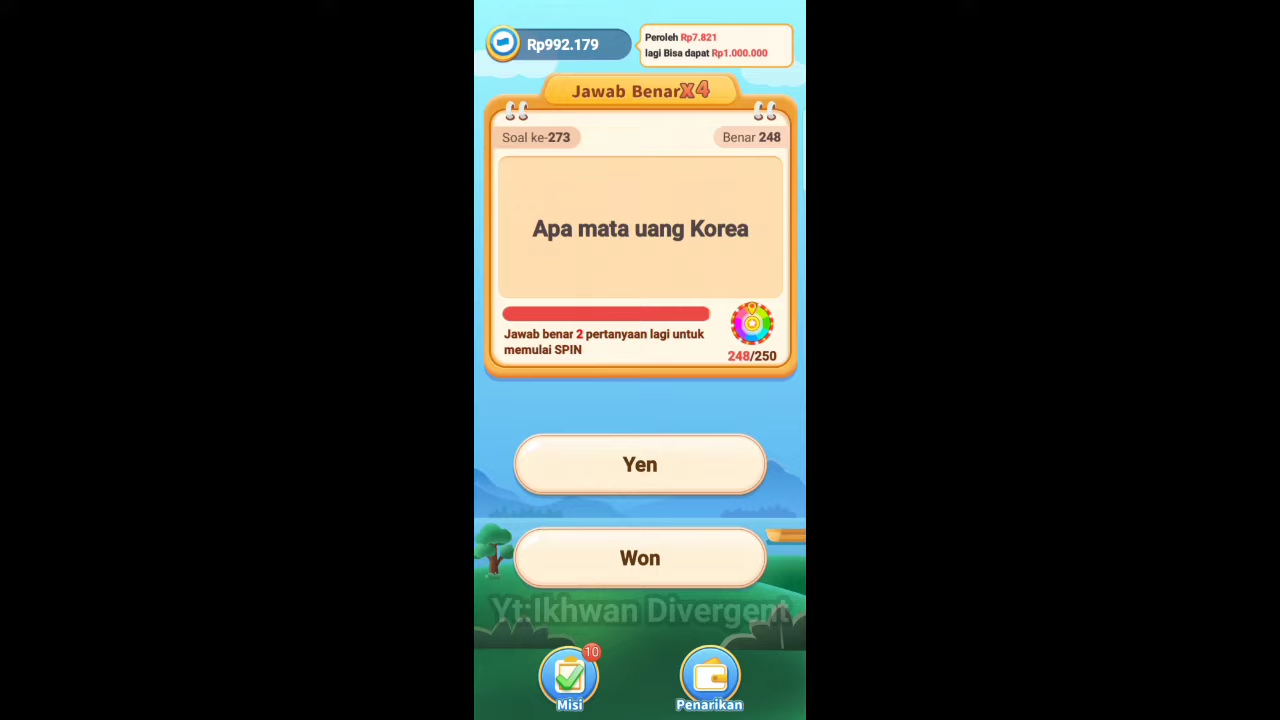 Rp992.179
Peroleh Rp7.821
lagi Bisa dapat Rp1.000.000
Jawab Benar x4
Soal ke-273
Benar 248
Apa mata uang Korea
Jawab benar 2 pertanyaan lagi untuk
memulai SPIN
248/250
Yen
Won
Yt:Ikhwan Divergent
10
Misi
Penarikan